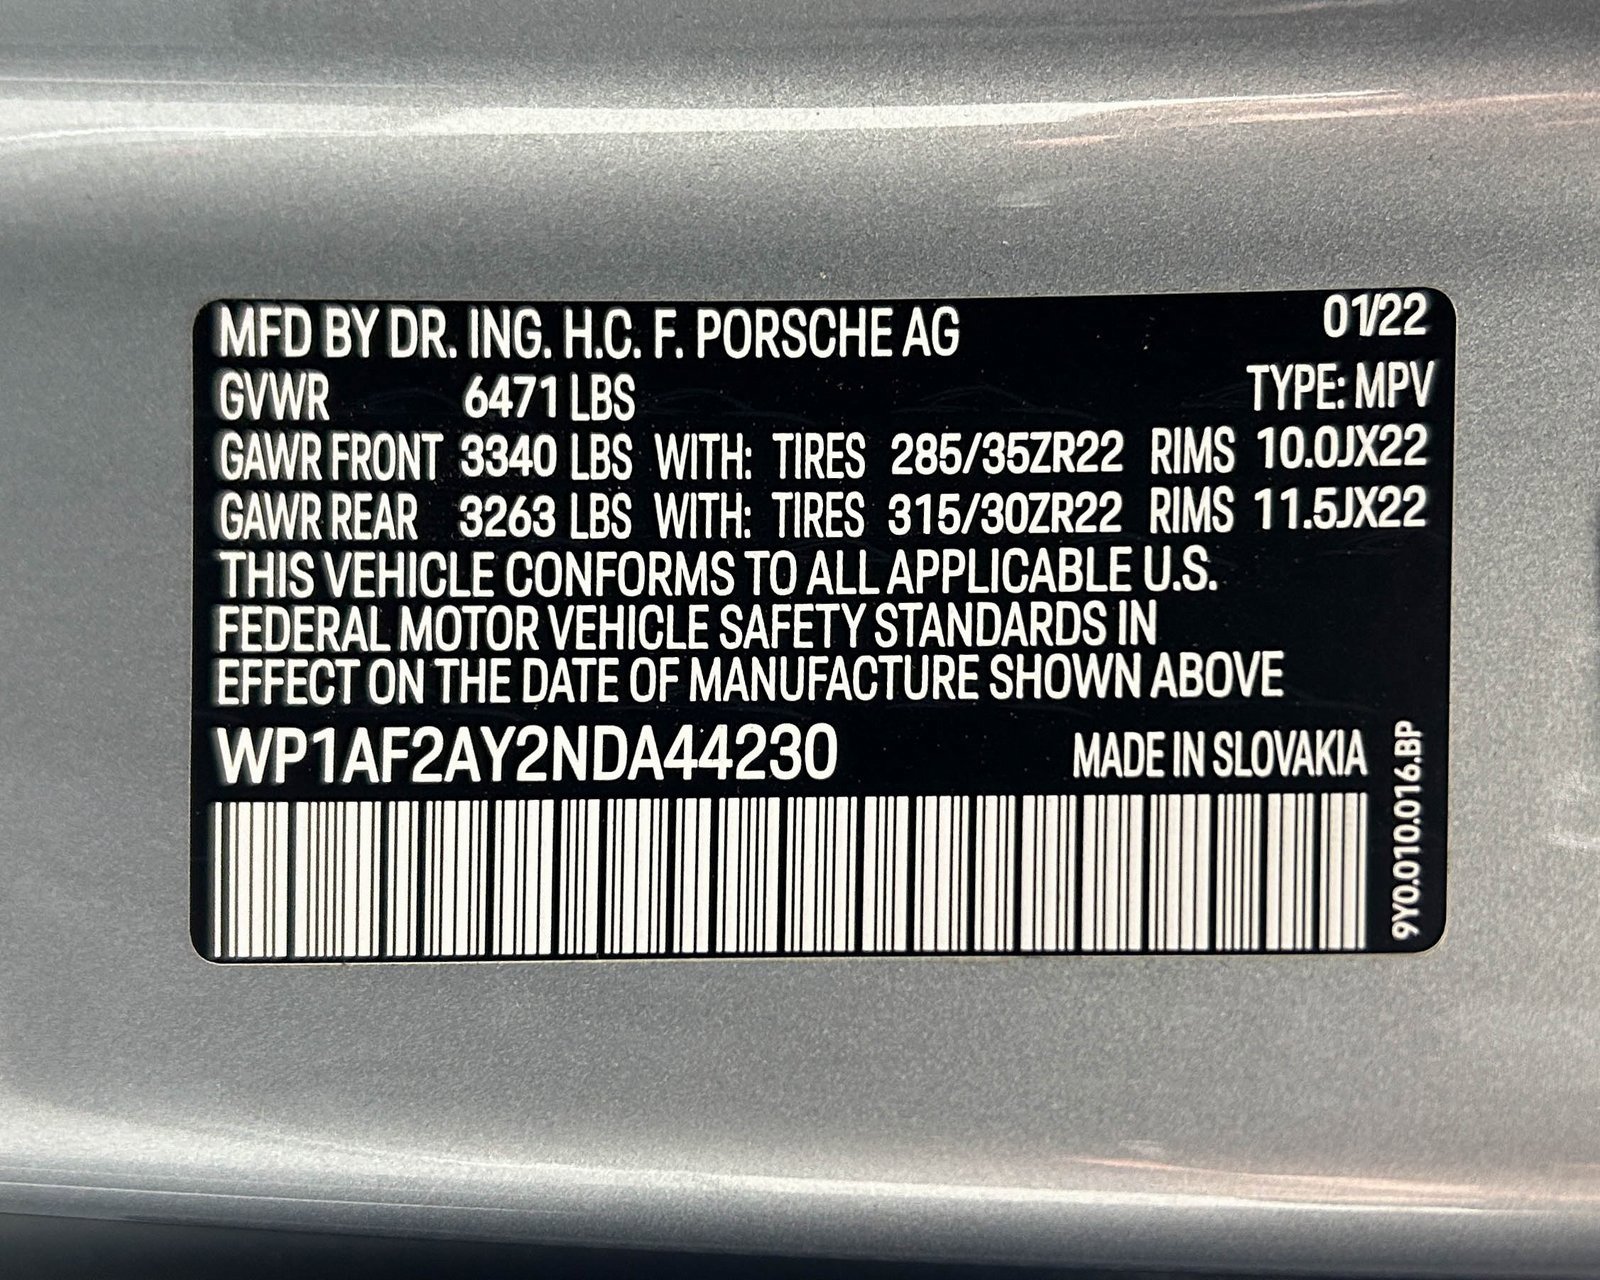 MFD BY DR. ING. H.C. F. PORSCHE AG 01/22
GVWR 6471 LBS TYPE: MPV
GAWR FRONT 3340 LBS WITH: TIRES 285/35ZR22 RIMS 10.0JX22
GAWR REAR 3263 LBS WITH: TIRES 315/30ZR22 RIMS 11.5JX22
THIS VEHICLE CONFORMS TO ALL APPLICABLE U.S.
FEDERAL MOTOR VEHICLE SAFETY STANDARDS IN
EFFECT ON THE DATE OF MANUFACTURE SHOWN ABOVE
WP1AF2AY2NDA44230 MADE IN SLOVAKIA
9Y0.010.016.BP